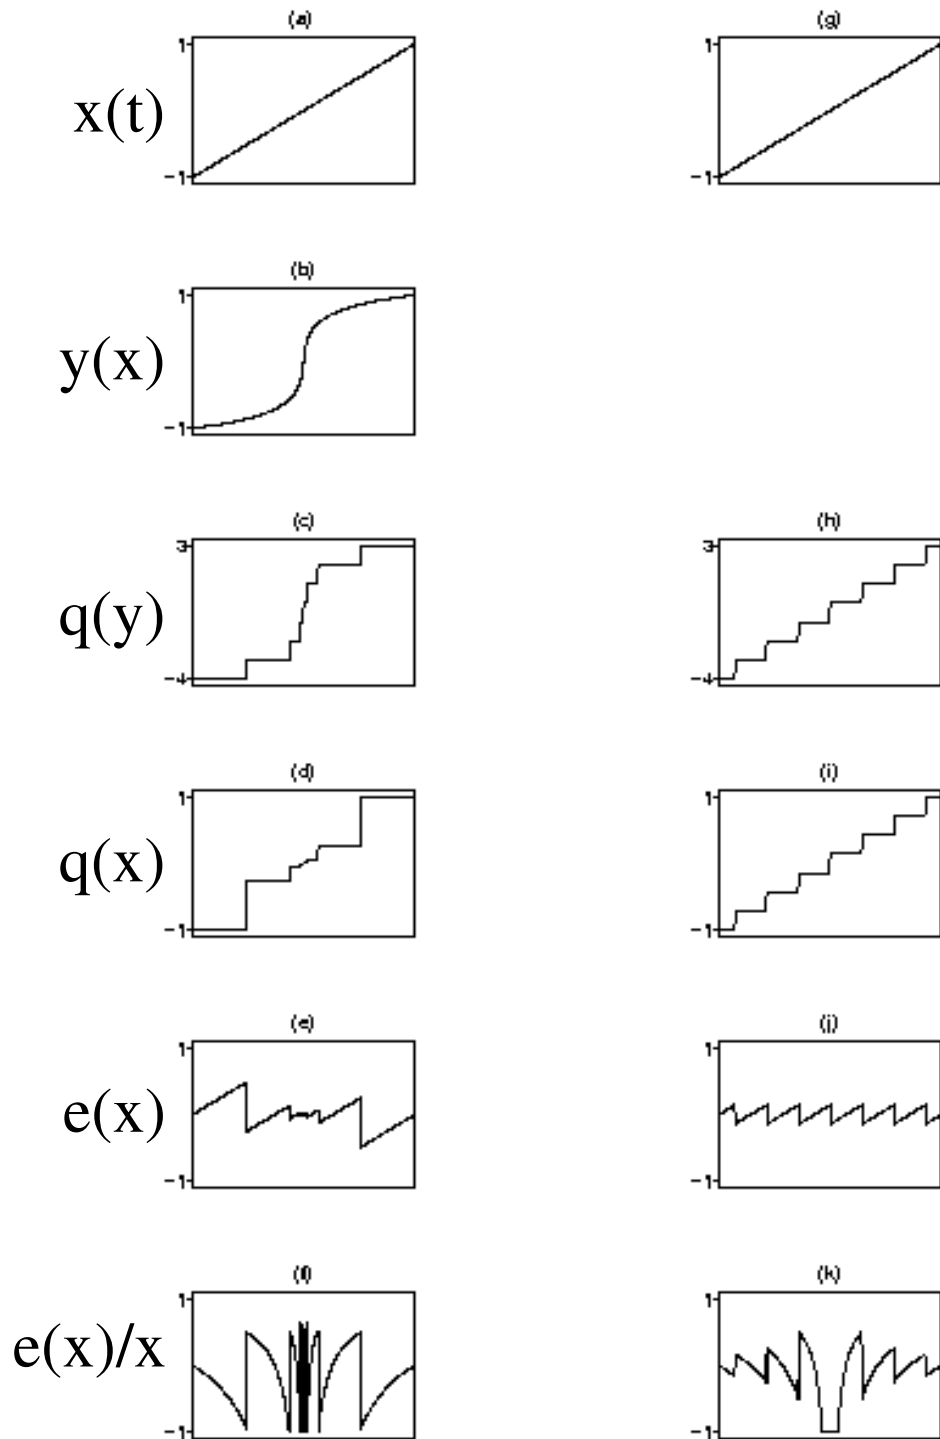 (a) (g)
1 1
x(t)
-1 -1
(b)
1
y(x)
-1
(c) (h)
3 3
q(y)
-4 -4
(d) (i)
1 1
q(x)
-1 -1
(e) (j)
1 1
e(x)
-1 -1
(f) (k)
1 1
e(x)/x
-1 -1